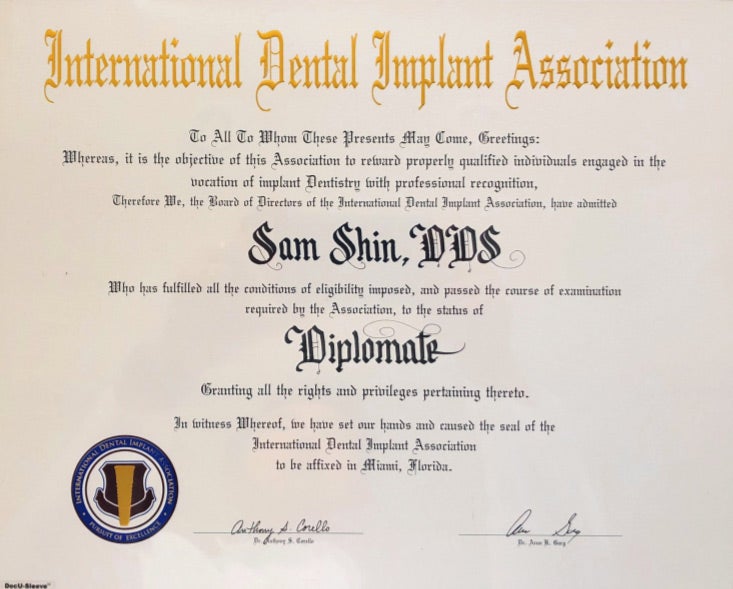 International Dental Implant Association
To All To Whom These Presents May Come, Greetings:
Whereas, it is the objective of this Association to reward properly qualified individuals engaged in the
vocation of implant Dentistry with professional recognition,
Therefore We, the Board of Directors of the International Dental Implant Association, have admitted
Sam Shin, DDS
Who has fulfilled all the conditions of eligibility imposed, and passed the course of examination
required by the Association, to the status of
Diplomate
Granting all the rights and privileges pertaining thereto.
In witness Whereof, we have set our hands and caused the seal of the
International Dental Implant Association
to be affixed in Miami, Florida.
INTERNATIONAL DENTAL IMPLANT ASSOCIATION
PURSUIT OF EXCELLENCE
Anthony S. Corello
Dr. Anthony S. Corello
Dr. Arun K. Garg
DocU-Sleeve™